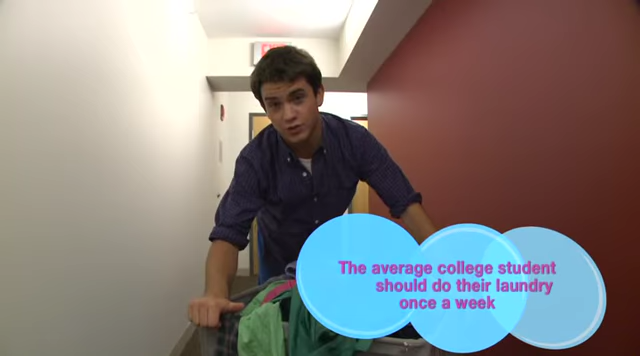 The average college student
should do their laundry
once a week